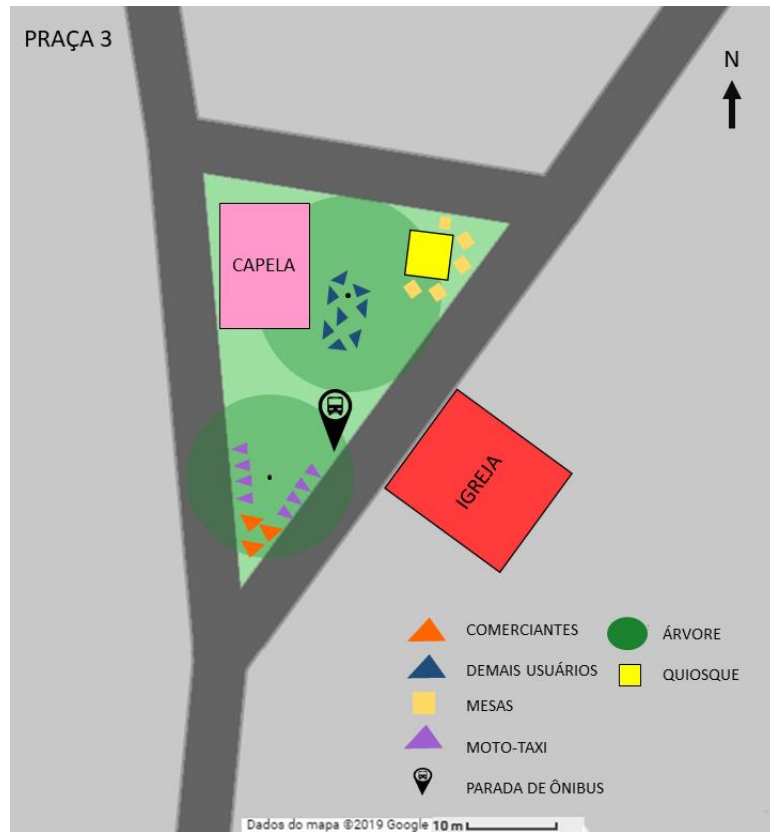 PRAÇA 3
N
CAPELA
IGREJA
COMERCIANTES
ÁRVORE
DEMAIS USUÁRIOS
QUIOSQUE
MESAS
MOTO-TAXI
PARADA DE ÔNIBUS
Dados do mapa ©2019 Google 10 m